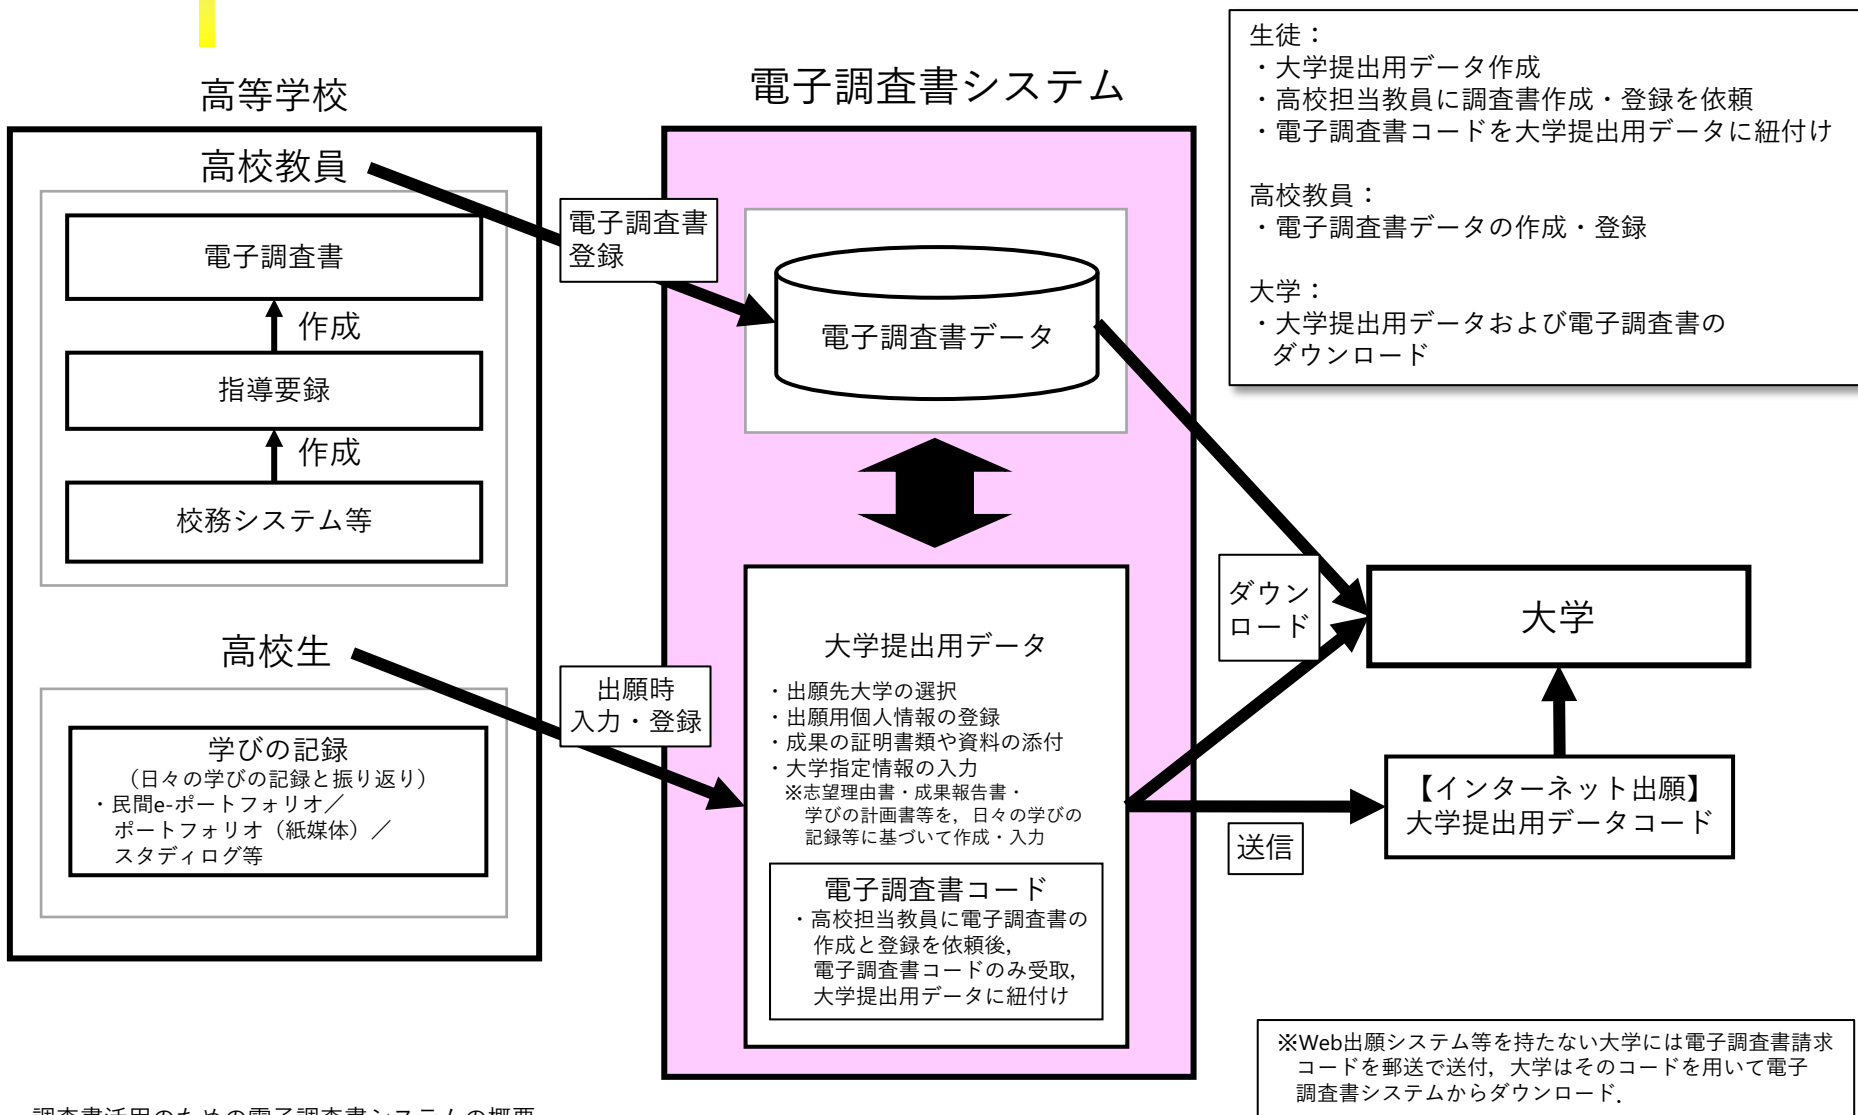 高等学校
高校教員
電子調査書
作成
指導要録
作成
校務システム等
高校生
学びの記録
（日々の学びの記録と振り返り）
・民間e-ポートフォリオ／
ポートフォリオ（紙媒体）／
スタディログ等
電子調査書
登録
出願時
入力・登録
電子調査書システム
電子調査書データ
大学提出用データ
・出願先大学の選択
・出願用個人情報の登録
・成果の証明書類や資料の添付
・大学指定情報の入力
※志望理由書・成果報告書・
学びの計画書等を，日々の学びの
記録等に基づいて作成・入力
電子調査書コード
・高校担当教員に電子調査書の
作成と登録を依頼後，
電子調査書コードのみ受取，
大学提出用データに紐付け
生徒：
・大学提出用データ作成
・高校担当教員に調査書作成・登録を依頼
・電子調査書コードを大学提出用データに紐付け
高校教員：
・電子調査書データの作成・登録
大学：
・大学提出用データおよび電子調査書の
ダウンロード
ダウン
ロード
大学
送信
【インターネット出願】
大学提出用データコード
※Web出願システム等を持たない大学には電子調査書請求
コードを郵送で送付，大学はそのコードを用いて電子
調査書システムからダウンロード．
調査書活用のための電子調査書システムの概要